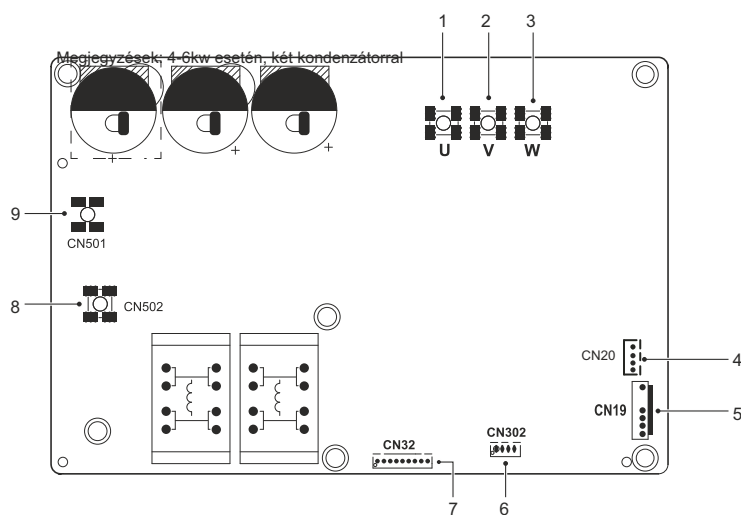 1 2 3
Megjegyzések: 4-6kw esetén, két kondenzátorral
U V W
9
CN501
8
CN502
CN20
4
CN19
5
CN32
CN302
7 6